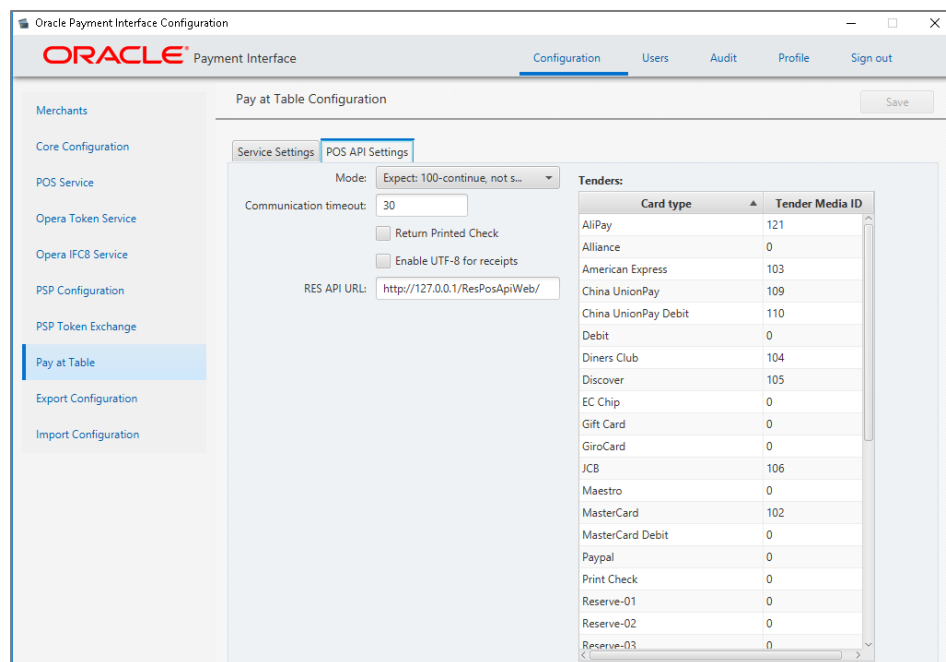 Oracle Payment Interface Configuration
ORACLE Payment Interface
Configuration Users Audit Profile Sign out
Merchants
Core Configuration
POS Service
Opera Token Service
Opera IFC8 Service
PSP Configuration
PSP Token Exchange
Pay at Table
Export Configuration
Import Configuration
Pay at Table Configuration
Save
Service Settings POS API Settings
Mode: Expect: 100-continue, not s...
Communication timeout: 30
Return Printed Check
Enable UTF-8 for receipts
RES API URL: http://127.0.0.1/ResPosApiWeb/
Tenders:
Card type Tender Media ID
AliPay 121
Alliance 0
American Express 103
China UnionPay 109
China UnionPay Debit 110
Debit 0
Diners Club 104
Discover 105
EC Chip 0
Gift Card 0
GiroCard 0
JCB 106
Maestro 0
MasterCard 102
MasterCard Debit 0
Paypal 0
Print Check 0
Reserve-01 0
Reserve-02 0
Reserve-03 0